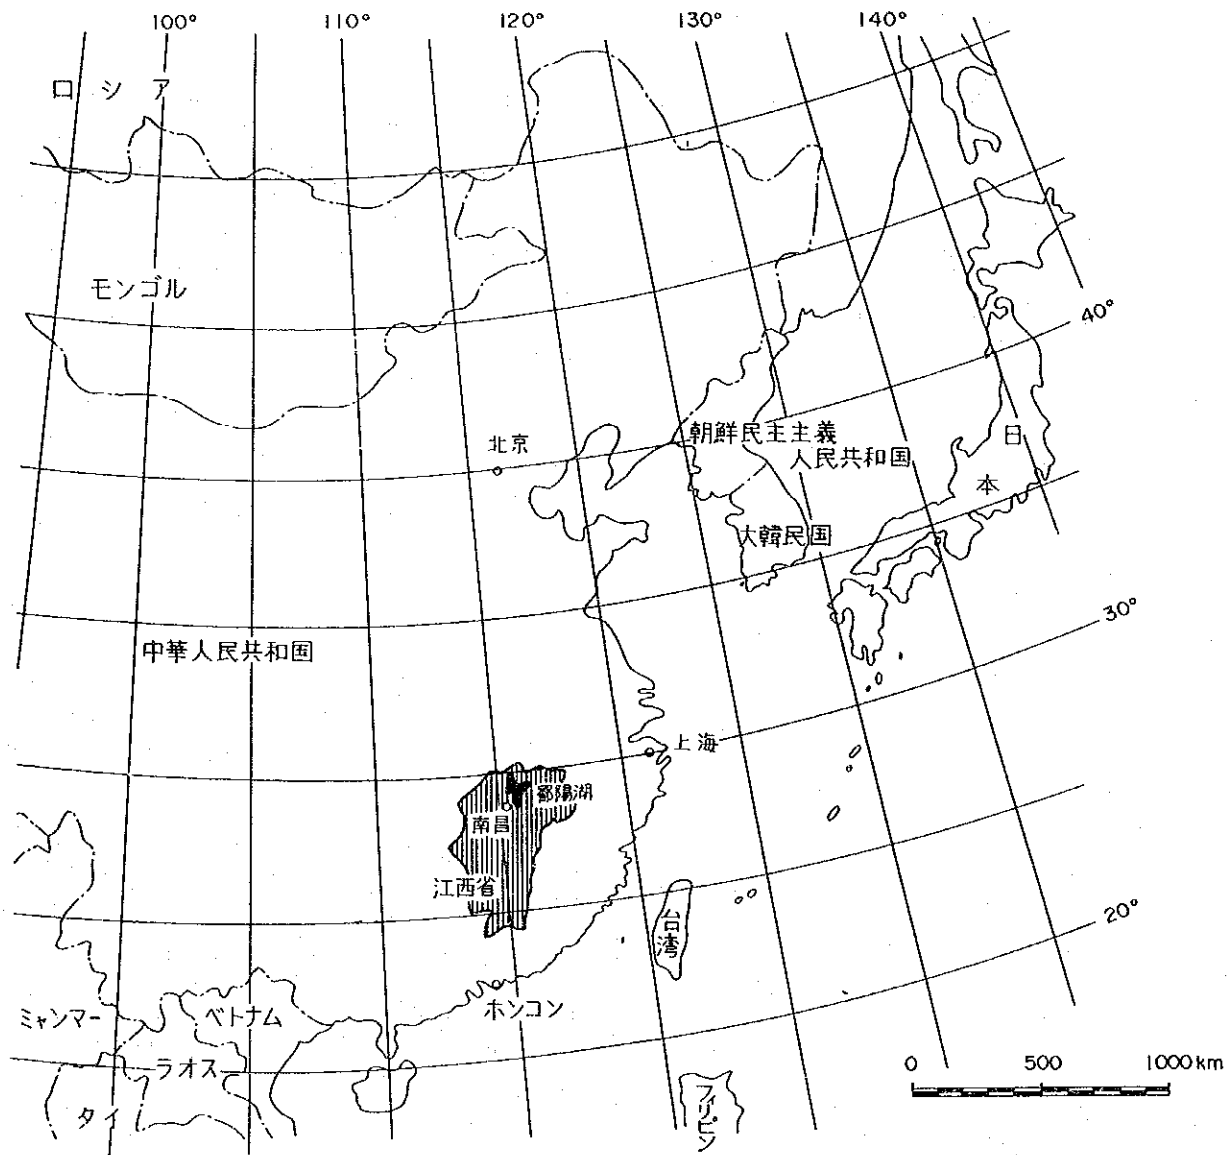 100° 110° 120° 130° 140°
ロシア
モンゴル
40°
北京
朝鮮民主主義
人民共和国
日
本
大韓民国
30°
中華人民共和国
上海
鄱陽湖
南昌
江西省
台湾
20°
ホンコン
ミャンマー
ベトナム
ラオス
タイ
フィリピン
0 500 1000km